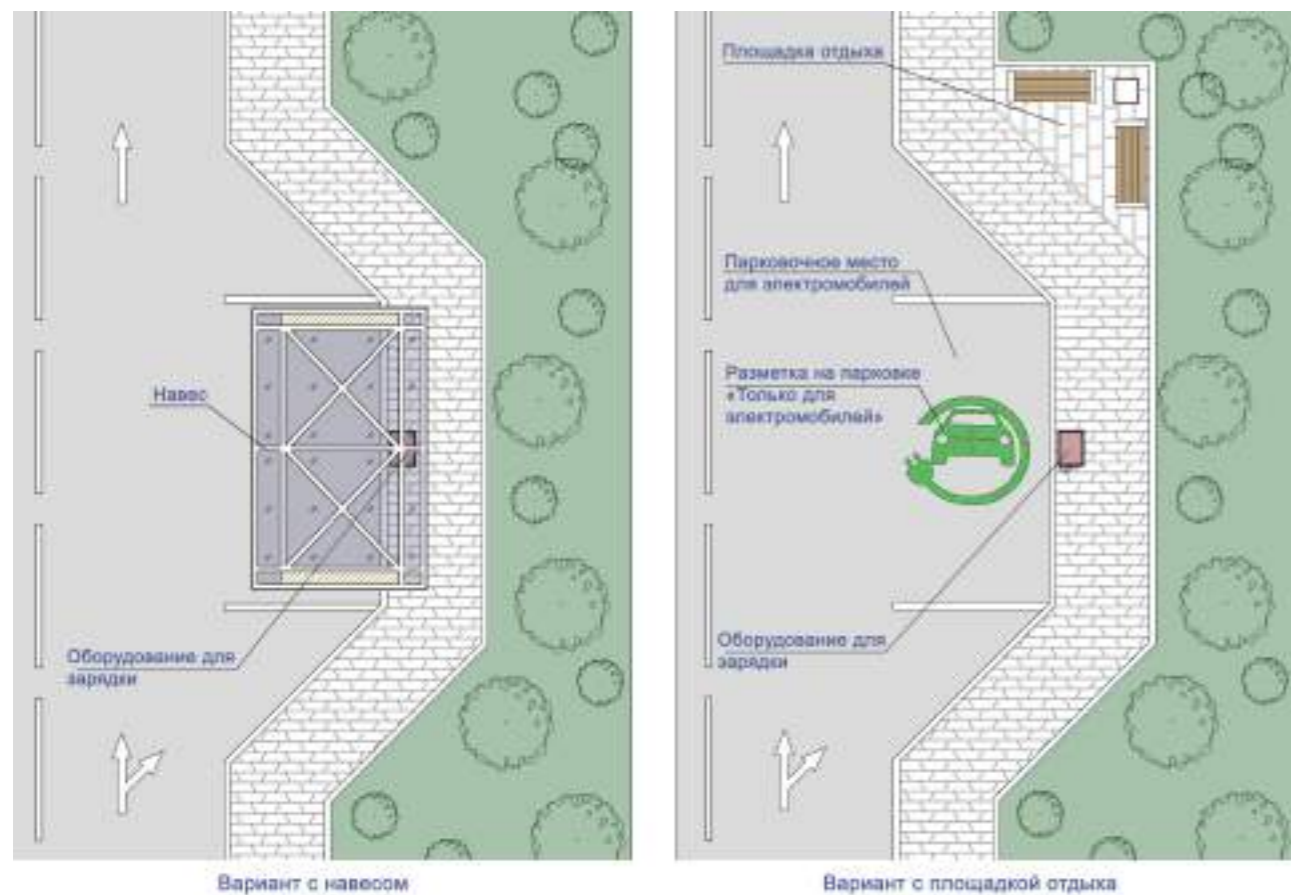 Навес
Оборудование для
зарядки
Вариант с навесом
Площадка отдыха
Парковочное место
для электромобилей
Разметка на парковке
«Только для
электромобилей»
Оборудование для
зарядки
Вариант с площадкой отдыха